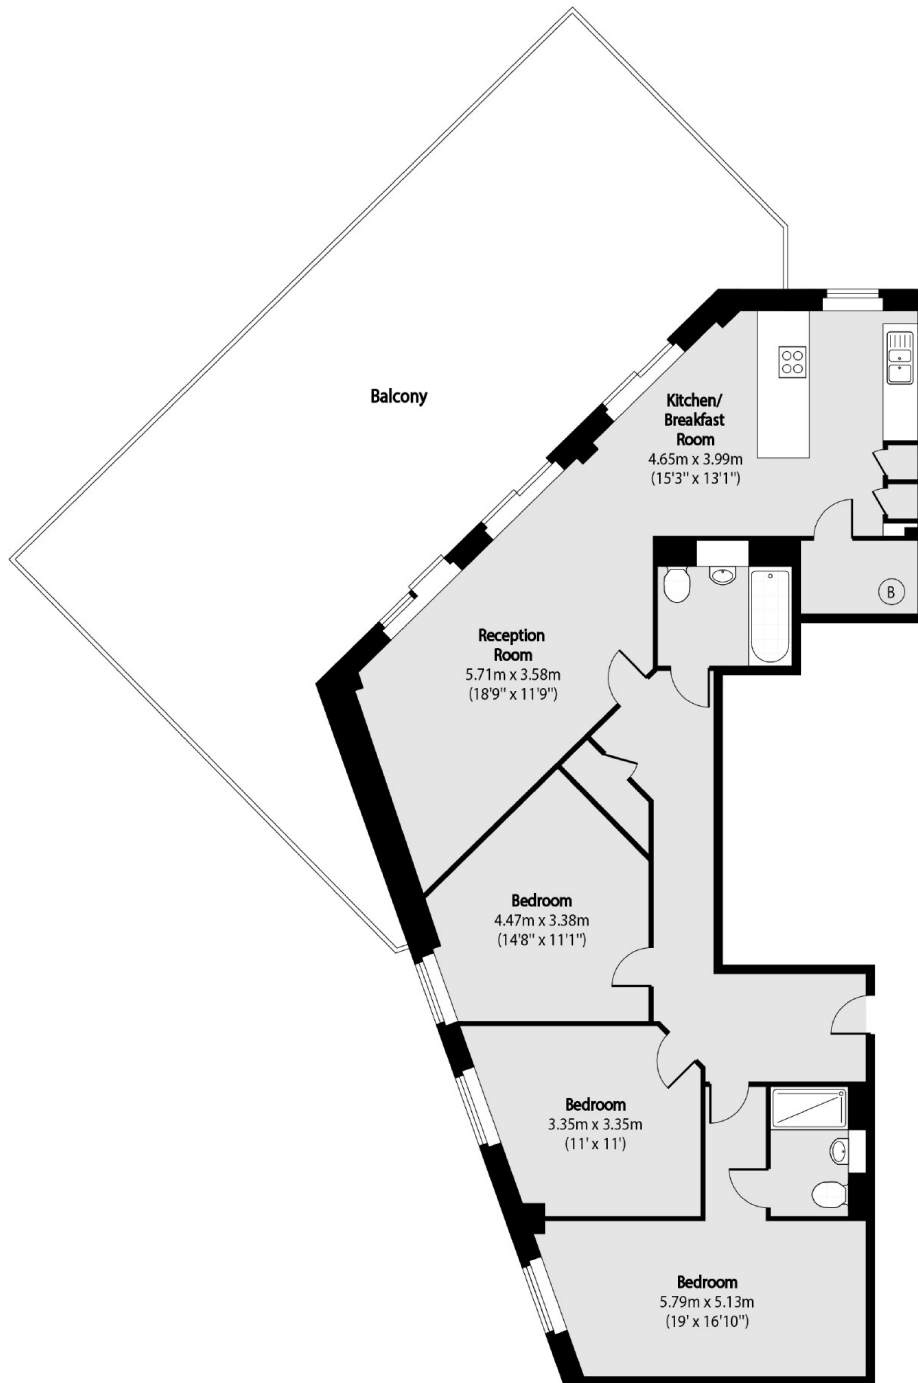 Balcony
Kitchen/
Breakfast
Room
4.65m x 3.99m
(15'3" x 13'1")
B
Reception
Room
5.71m x 3.58m
(18'9" x 11'9")
Bedroom
4.47m x 3.38m
(14'8" x 11'1")
Bedroom
3.35m x 3.35m
(11' x 11')
Bedroom
5.79m x 5.13m
(19' x 16'10")